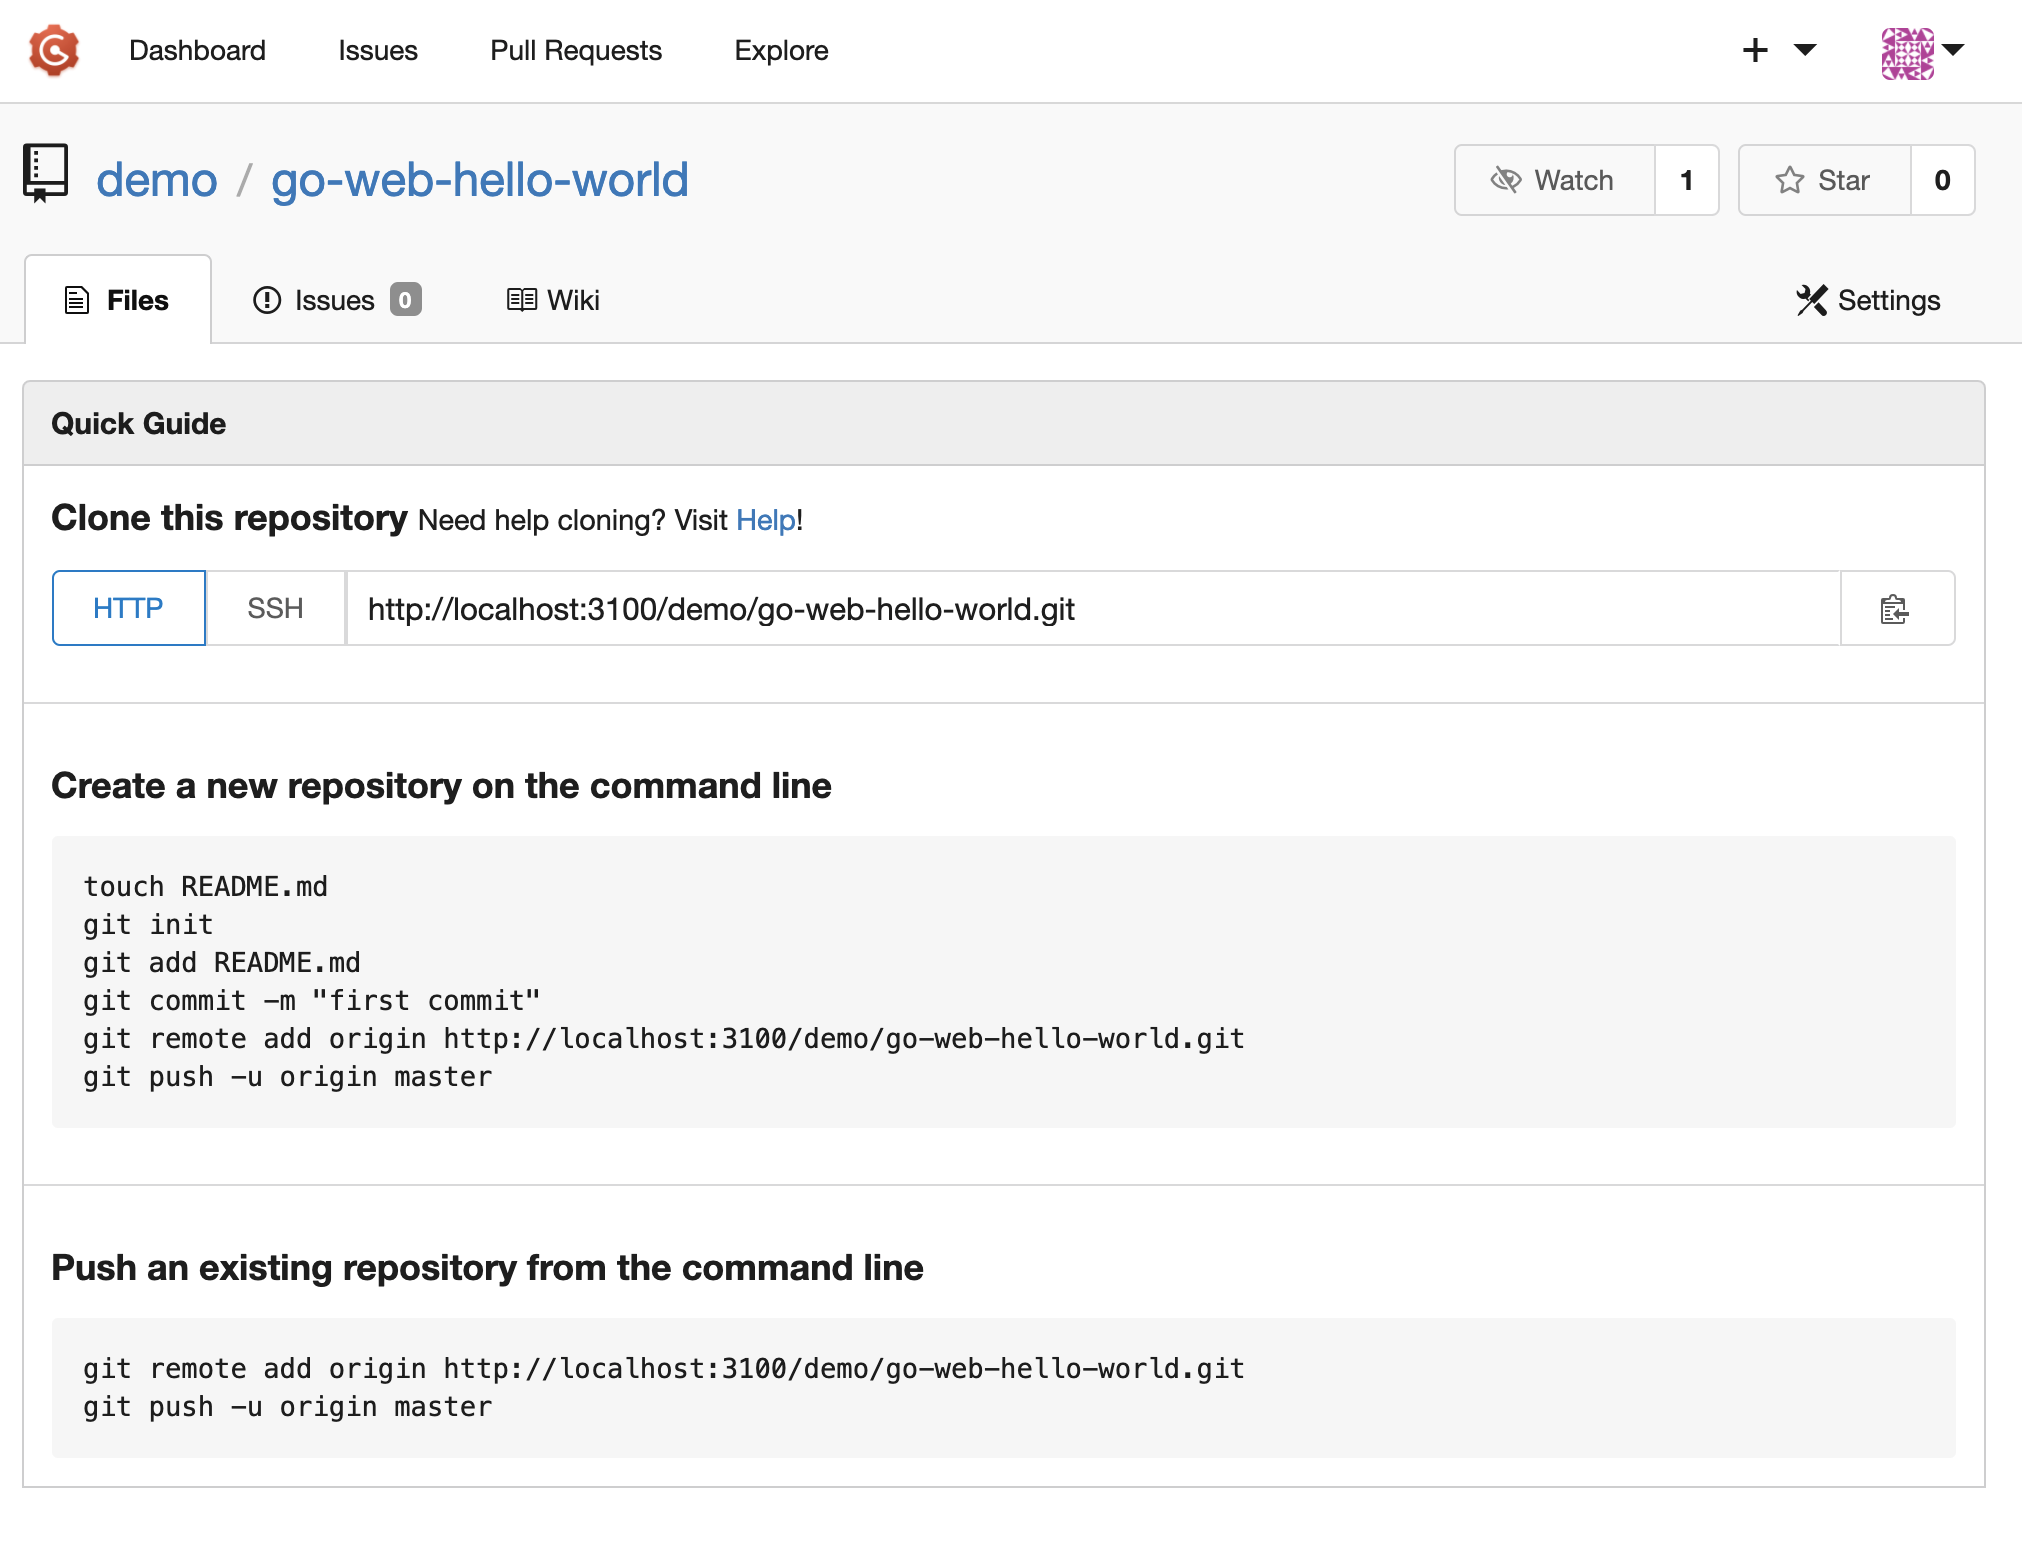 Dashboard Issues Pull Requests Explore
demo / go-web-hello-world
Watch 1 Star 0
Files Issues 0 Wiki Settings
Quick Guide
Clone this repository Need help cloning? Visit Help!
HTTP SSH http://localhost:3100/demo/go-web-hello-world.git
Create a new repository on the command line
touch README.md
git init
git add README.md
git commit -m "first commit"
git remote add origin http://localhost:3100/demo/go-web-hello-world.git
git push -u origin master
Push an existing repository from the command line
git remote add origin http://localhost:3100/demo/go-web-hello-world.git
git push -u origin master